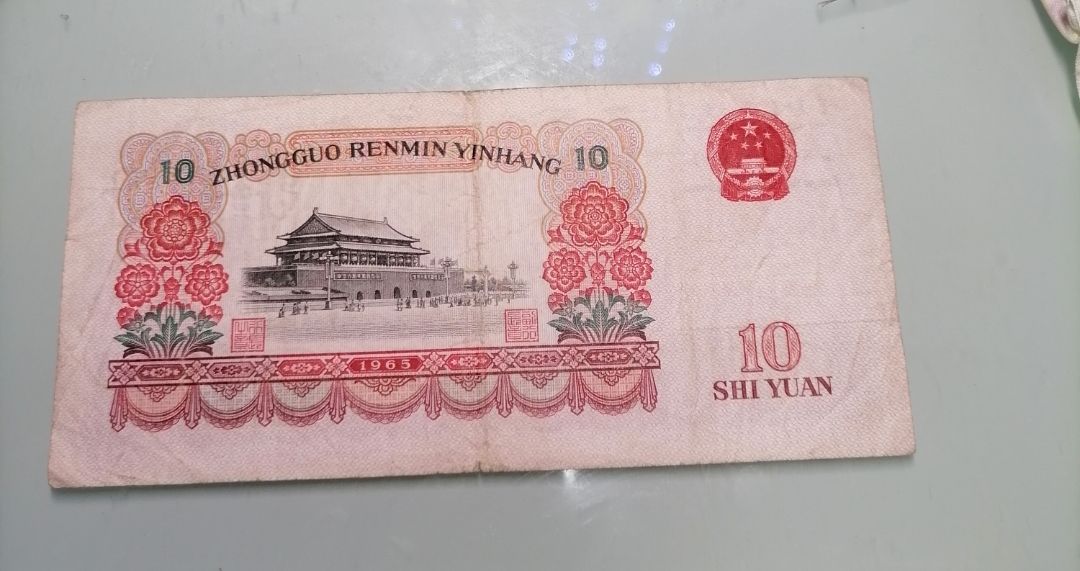 10 ZHONGGUO RENMIN YINHANG 10
1965
10
SHI YUAN